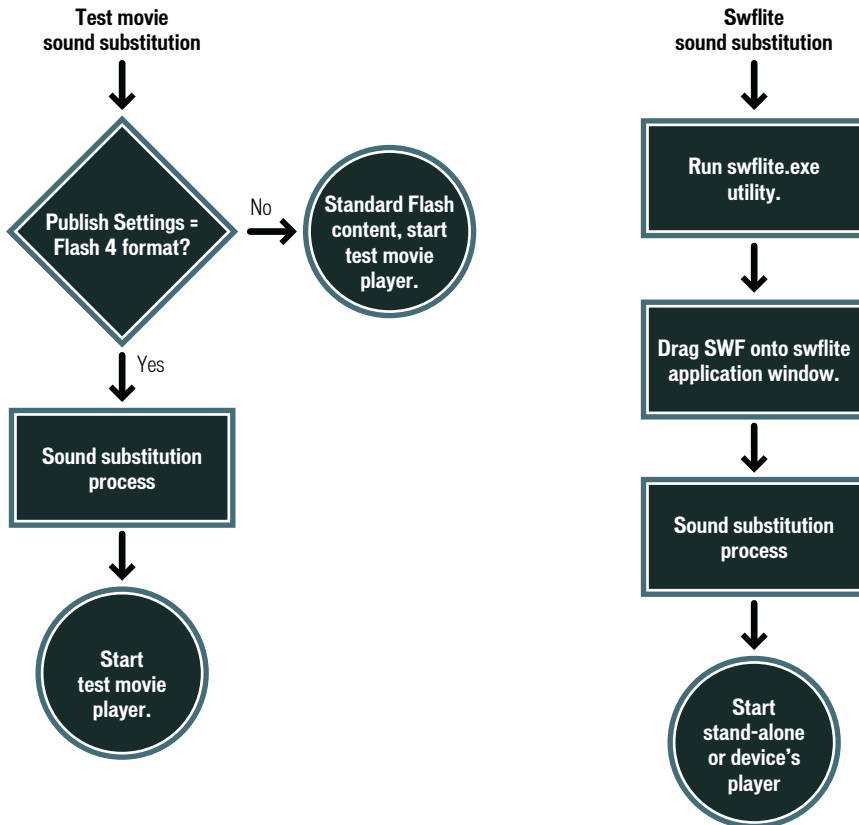 Test movie
sound substitution
Publish Settings =
Flash 4 format?
No
Standard Flash
content, start
test movie
player.
Yes
Sound substitution
process
Start
test movie
player.
Swflite
sound substitution
Run swflite.exe
utility.
Drag SWF onto swflite
application window.
Sound substitution
process
Start
stand-alone
or device's
player